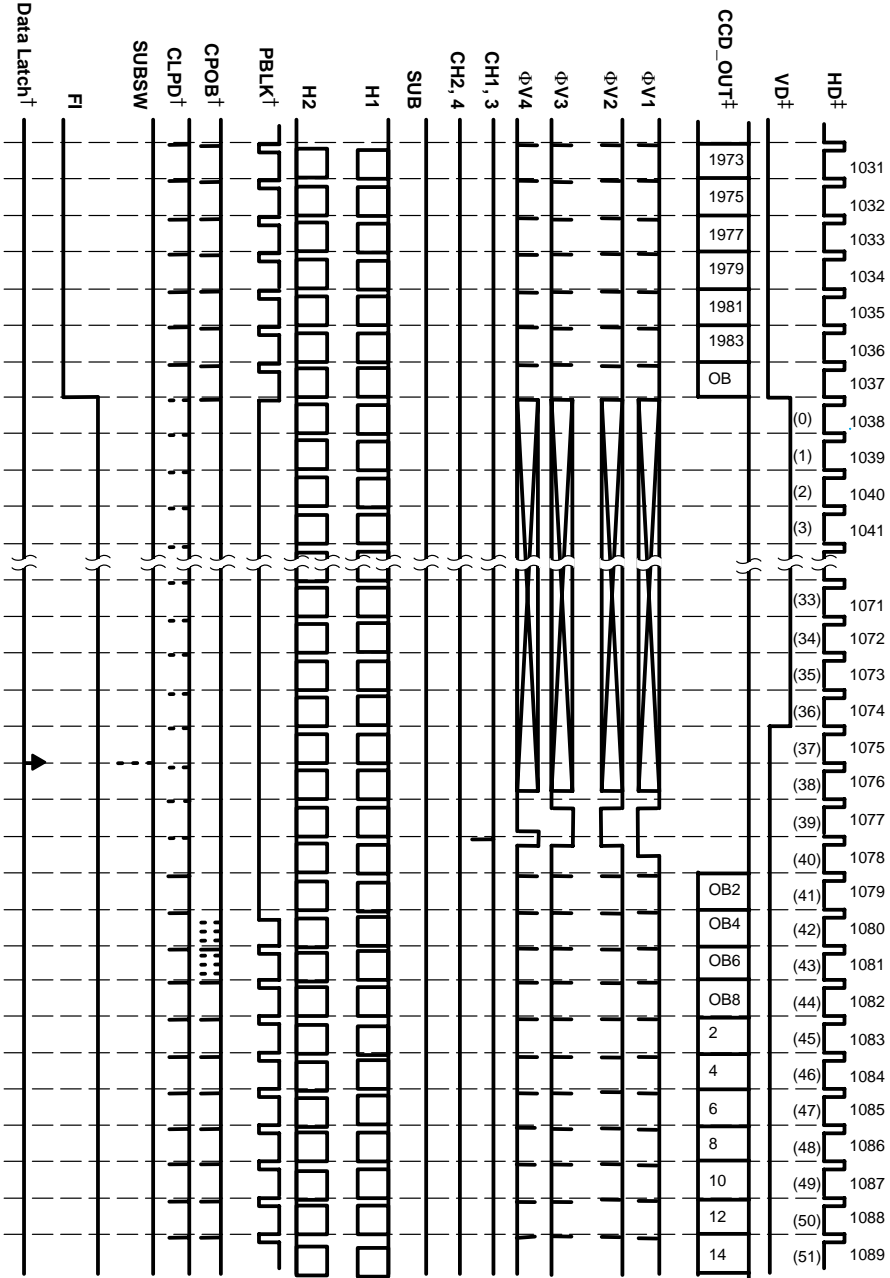 HD‡
VD‡
CCD_OUT‡
ΦV1
ΦV2
ΦV3
ΦV4
CH1, 3
CH2, 4
SUB
H1
H2
PBLK†
CPOB†
CLPD†
SUBSW
FI
Data Latch†
1031
1032
1033
1034
1035
1036
1037
1038
1039
1040
1041
1071
1072
1073
1074
1075
1076
1077
1078
1079
1080
1081
1082
1083
1084
1085
1086
1087
1088
1089
(0)
(1)
(2)
(3)
(33)
(34)
(35)
(36)
(37)
(38)
(39)
(40)
(41)
(42)
(43)
(44)
(45)
(46)
(47)
(48)
(49)
(50)
(51)
1973
1975
1977
1979
1981
1983
OB
OB2
OB4
OB6
OB8
2
4
6
8
10
12
14